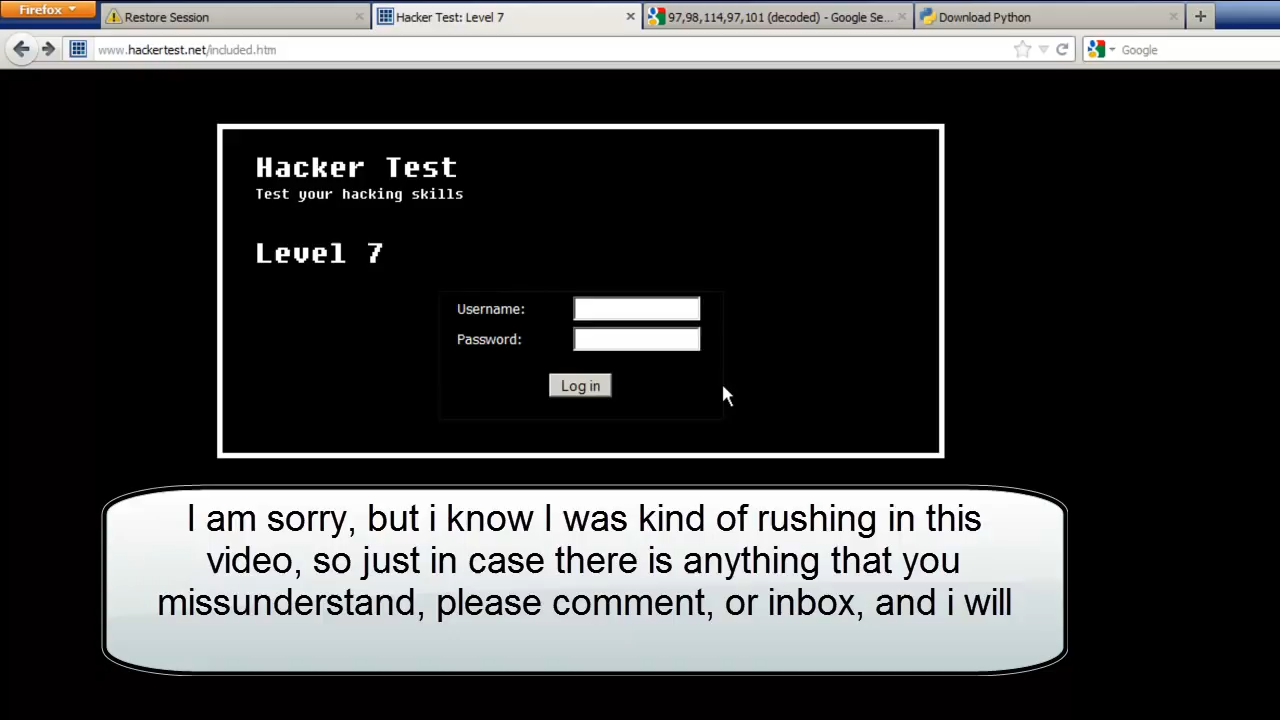 Firefox
Restore Session
Hacker Test: Level 7
97,98,114,97,101 (decoded) - Google Se...
Download Python
www.hackertest.net/included.htm
Google
Hacker Test
Test your hacking skills
Level 7
Username:
Password:
Log in
I am sorry, but i know I was kind of rushing in this
video, so just in case there is anything that you
missunderstand, please comment, or inbox, and i will